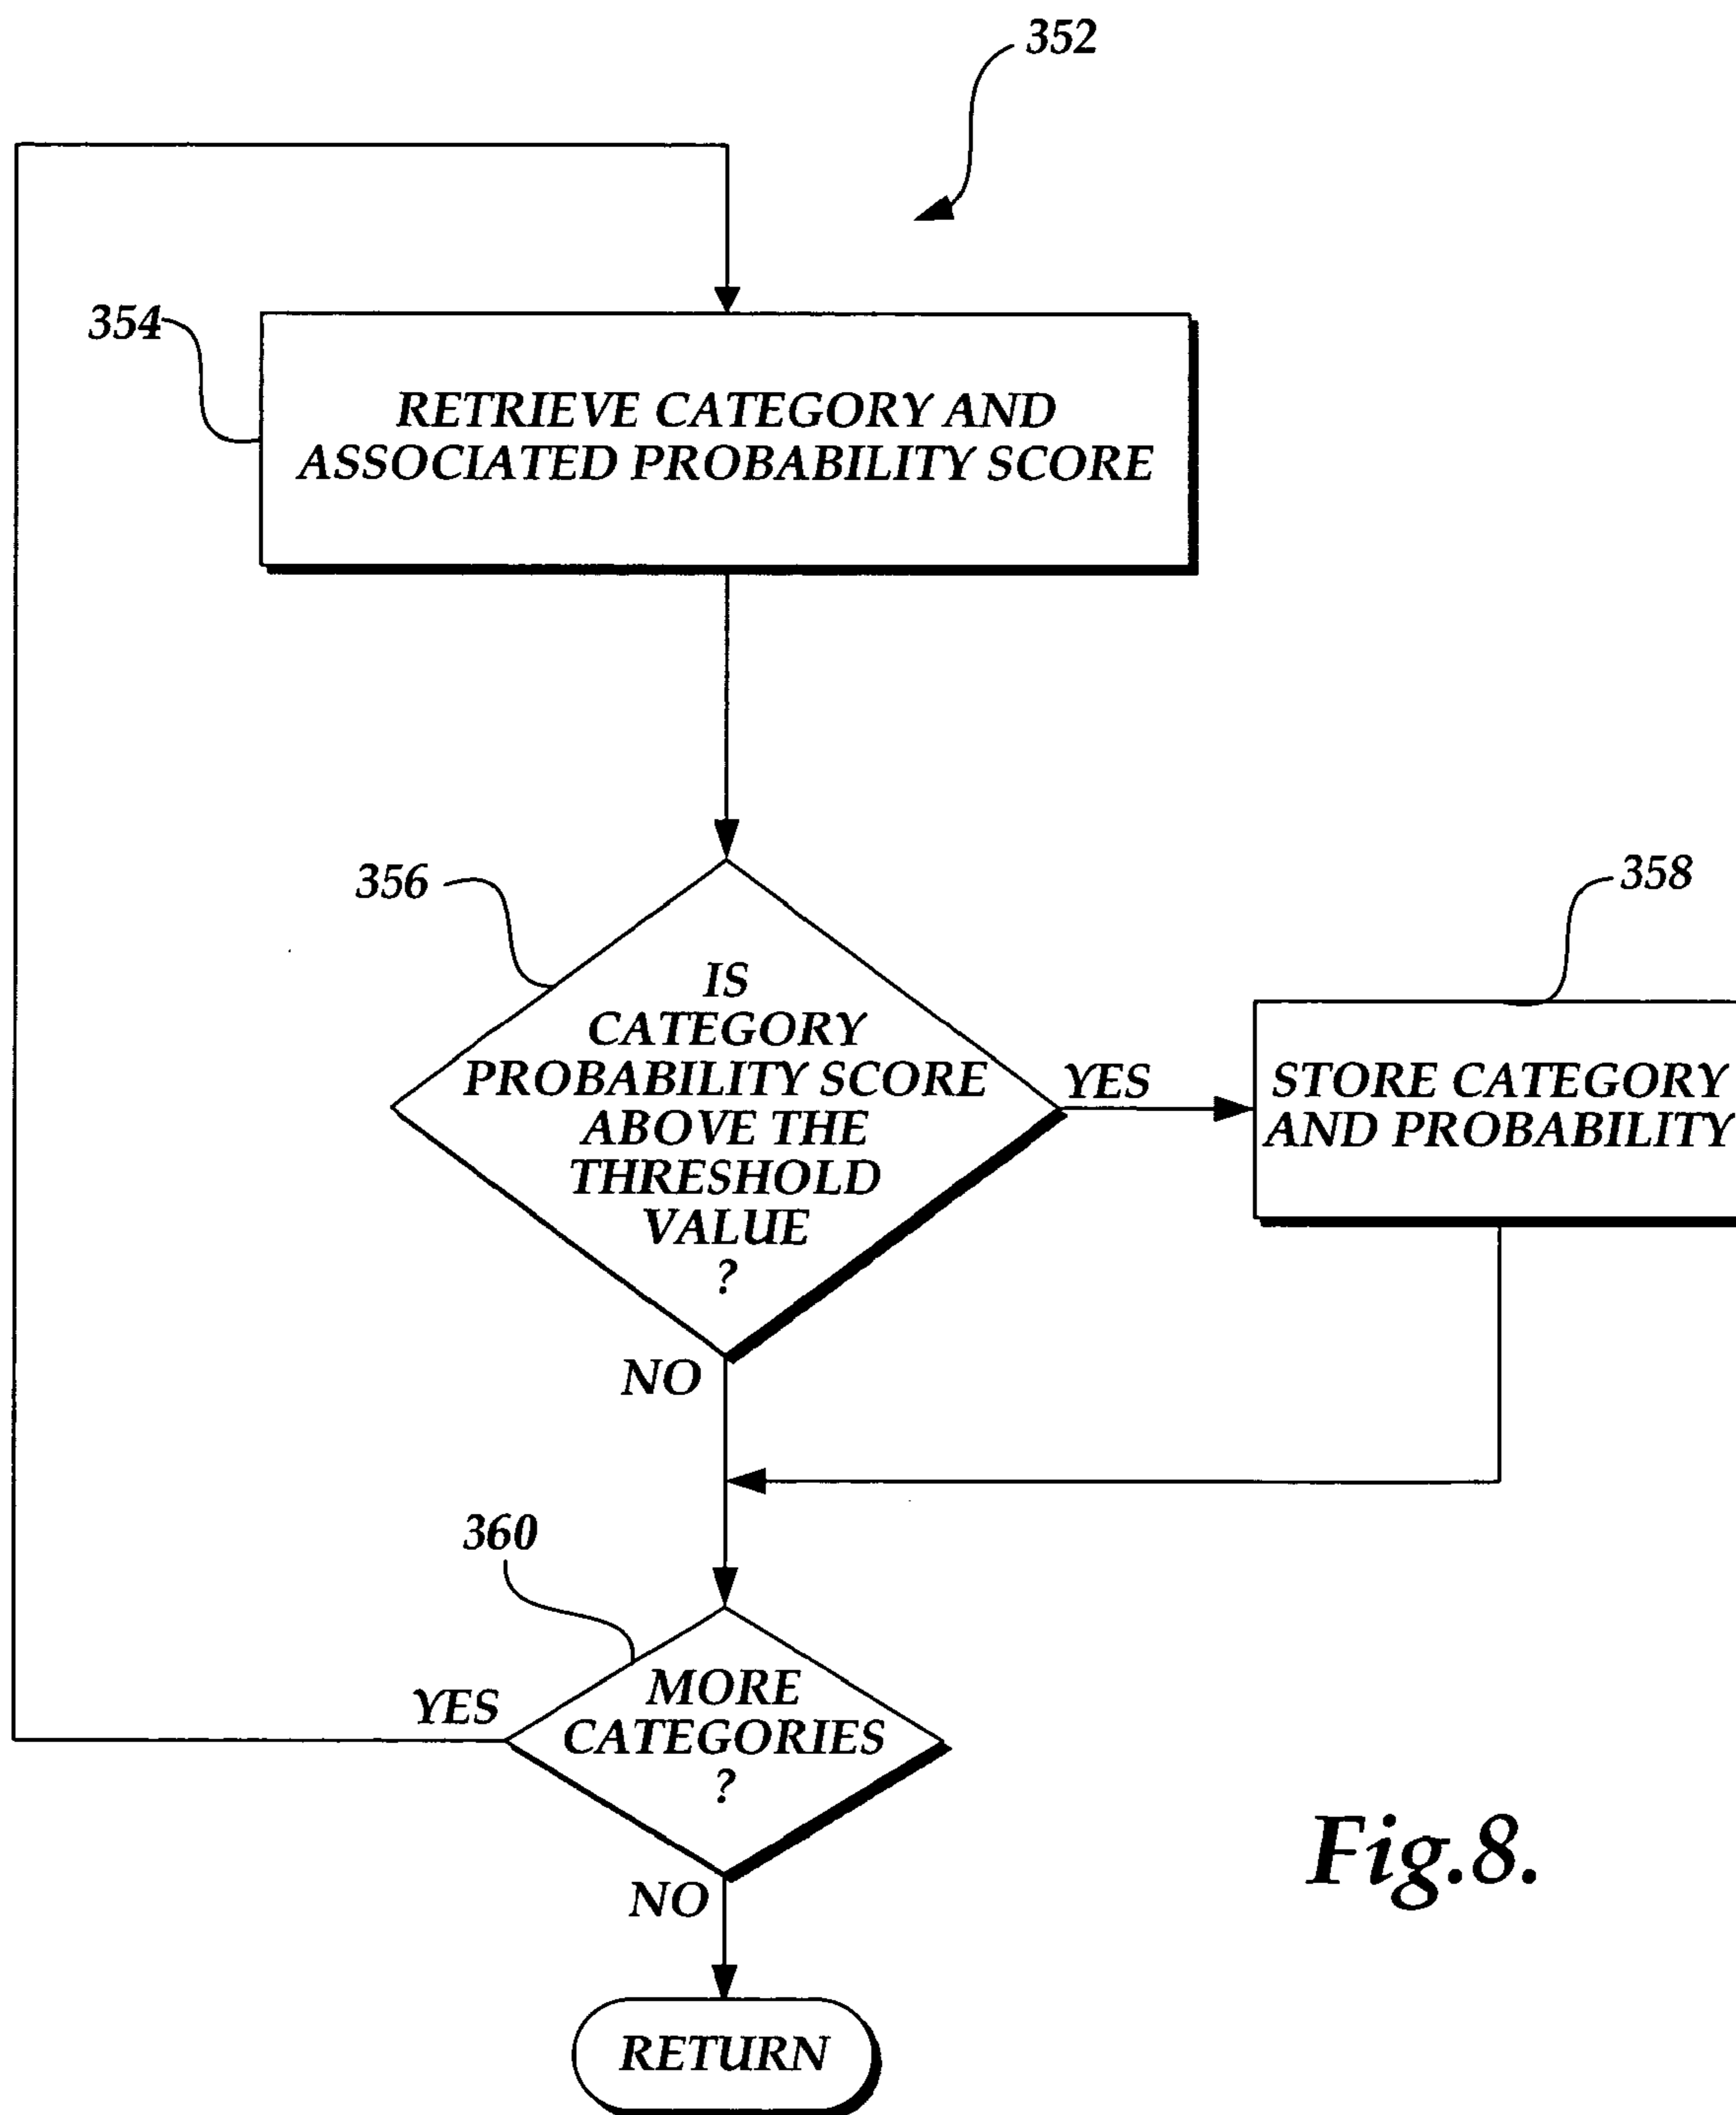 352
354
RETRIEVE CATEGORY AND
ASSOCIATED PROBABILITY SCORE
356
IS
CATEGORY
PROBABILITY SCORE
ABOVE THE
THRESHOLD
VALUE
?
YES
358
STORE CATEGORY
AND PROBABILITY
NO
360
YES
MORE
CATEGORIES
?
NO
Fig.8.
RETURN